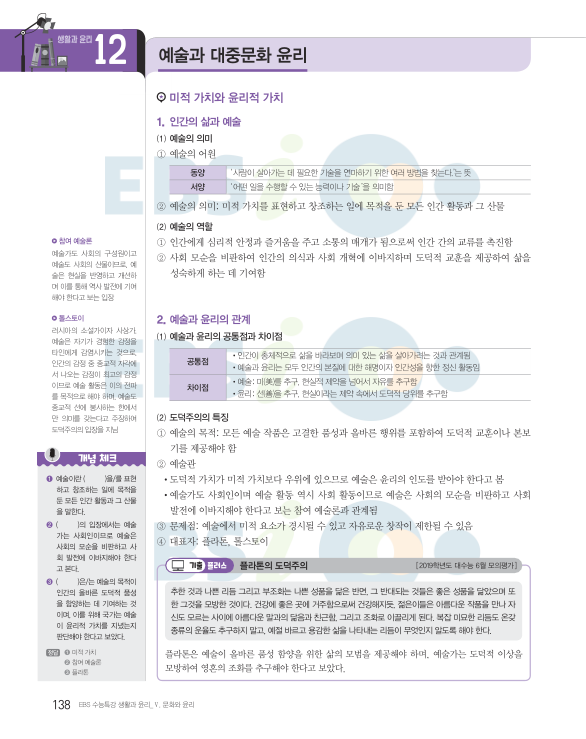 생활과 윤리
12
예술과 대중문화 윤리
미적 가치와 윤리적 가치
1. 인간의 삶과 예술
(1) 예술의 의미
① 예술의 어원
동양 '사람이 살아가는 데 필요한 기술을 연마하기 위한 여러 방법을 찾는다.'는 뜻
서양 '어떤 일을 수행할 수 있는 능력이나 기술'을 의미함
② 예술의 의미: 미적 가치를 표현하고 창조하는 일에 목적을 둔 모든 인간 활동과 그 산물
(2) 예술의 역할
① 인간에게 심리적 안정과 즐거움을 주고 소통의 매개가 됨으로써 인간 간의 교류를 촉진함
② 사회 모순을 비판하여 인간의 의식과 사회 개혁에 이바지하며 도덕적 교훈을 제공하여 삶을
성숙하게 하는 데 기여함
참여 예술론
예술가도 사회의 구성원이고
예술도 사회의 산물이므로, 예
술은 현실을 반영하고 개선하
며 이를 통해 역사 발전에 기여
해야 한다고 보는 입장
톨스토이
러시아의 소설가이자 사상가.
예술은 자기가 경험한 감정을
타인에게 감염시키는 것으로,
인간의 감정 중 종교적 자각에
서 나오는 감정이 최고의 감정
이므로 예술 활동은 이의 전파
를 목적으로 해야 하며, 예술도
종교적 선에 봉사하는 한에서
만 의미를 갖는다고 주장하며
도덕주의의 입장을 지님
2. 예술과 윤리의 관계
(1) 예술과 윤리의 공통점과 차이점
공통점
• 인간이 총체적으로 삶을 바라보며 의미 있는 삶을 살아가려는 것과 관계됨
• 예술과 윤리는 모두 인간의 본질에 대한 해명이자 인간성을 향한 정신 활동임
차이점
• 예술: 미(美)를 추구, 현실적 제약을 넘어서 자유를 추구함
• 윤리: 선(善)을 추구, 현실이라는 제약 속에서 도덕적 당위를 추구함
(2) 도덕주의의 특징
① 예술의 목적: 모든 예술 작품은 고결한 품성과 올바른 행위를 포함하여 도덕적 교훈이나 본보
기를 제공해야 함
② 예술관
• 도덕적 가치가 미적 가치보다 우위에 있으므로 예술은 윤리의 인도를 받아야 한다고 봄
• 예술가도 사회인이며 예술 활동 역시 사회 활동이므로 예술은 사회의 모순을 비판하고 사회
발전에 이바지해야 한다고 보는 참여 예술론과 관계됨
③ 문제점: 예술에서 미적 요소가 경시될 수 있고 자유로운 창작이 제한될 수 있음
④ 대표자: 플라톤, 톨스토이
개념 체크
❶ 예술이란 ( )을/를 표현
하고 창조하는 일에 목적을
둔 모든 인간 활동과 그 산물
을 말한다.
❷ ( )의 입장에서는 예술
가는 사회인이므로 예술은
사회의 모순을 비판하고 사
회 발전에 이바지해야 한다
고 본다.
❸ ( )은/는 예술의 목적이
인간의 올바른 도덕적 품성
을 함양하는 데 기여하는 것
이며, 이를 위해 국가는 예술
이 윤리적 가치를 지녔는지
판단해야 한다고 보았다.
정답 ❶ 미적 가치
❷ 참여 예술론
❸ 플라톤
기출 플러스 플라톤의 도덕주의 [2019학년도 대수능 6월 모의평가]
추한 것과 나쁜 리듬 그리고 부조화는 나쁜 성품을 닮은 반면, 그 반대되는 것들은 좋은 성품을 닮았으며 또
한 그것을 모방한 것이다. 건강에 좋은 곳에 거주함으로써 건강해지듯, 젊은이들은 아름다운 작품을 만나 자
신도 모르는 사이에 아름다운 말과의 닮음과 친근함, 그리고 조화로 이끌리게 된다. 복잡 미묘한 리듬도 온갖
종류의 운율도 추구하지 말고, 예절 바르고 용감한 삶을 나타내는 리듬이 무엇인지 알도록 해야 한다.
플라톤은 예술이 올바른 품성 함양을 위한 삶의 모범을 제공해야 하며, 예술가는 도덕적 이상을
모방하여 영혼의 조화를 추구해야 한다고 보았다.
138 EBS 수능특강 생활과 윤리_ V. 문화와 윤리
EBSi
EBSi
EBSi